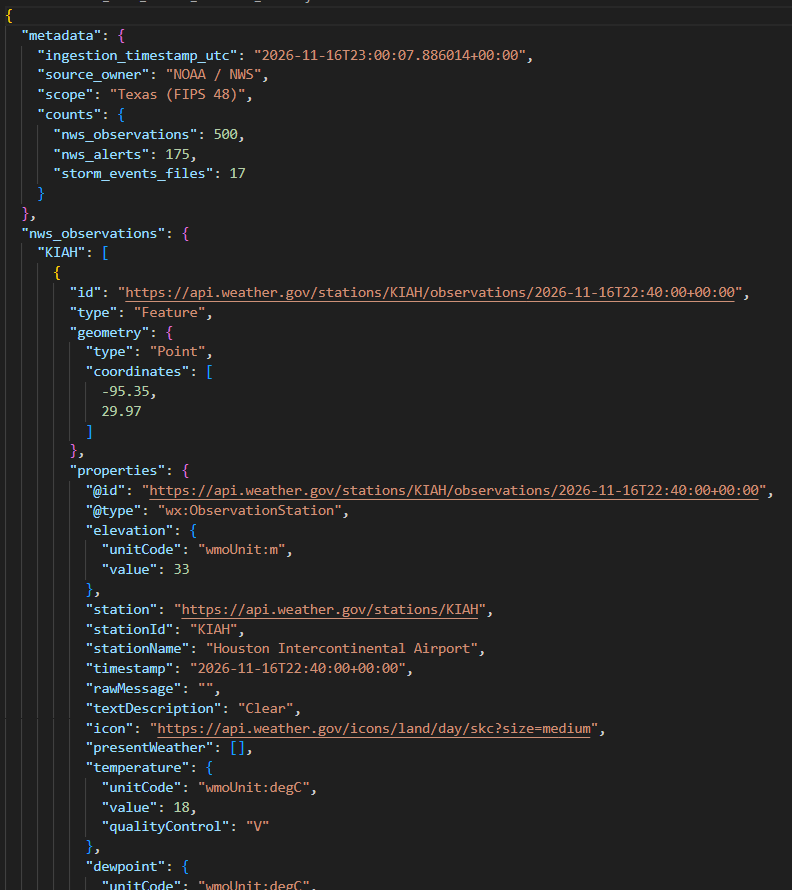 {
"metadata": {
"ingestion_timestamp_utc": "2026-11-16T23:00:07.886014+00:00",
"source_owner": "NOAA / NWS",
"scope": "Texas (FIPS 48)",
"counts": {
"nws_observations": 500,
"nws_alerts": 175,
"storm_events_files": 17
}
},
"nws_observations": {
"KIAH": [
{
"id": "https://api.weather.gov/stations/KIAH/observations/2026-11-16T22:40:00+00:00",
"type": "Feature",
"geometry": {
"type": "Point",
"coordinates": [
-95.35,
29.97
]
},
"properties": {
"@id": "https://api.weather.gov/stations/KIAH/observations/2026-11-16T22:40:00+00:00",
"@type": "wx:ObservationStation",
"elevation": {
"unitCode": "wmoUnit:m",
"value": 33
},
"station": "https://api.weather.gov/stations/KIAH",
"stationId": "KIAH",
"stationName": "Houston Intercontinental Airport",
"timestamp": "2026-11-16T22:40:00+00:00",
"rawMessage": "",
"textDescription": "Clear",
"icon": "https://api.weather.gov/icons/land/day/skc?size=medium",
"presentWeather": [],
"temperature": {
"unitCode": "wmoUnit:degC",
"value": 18,
"qualityControl": "V"
},
"dewpoint": {
"unitCode": "wmoUnit:degC",